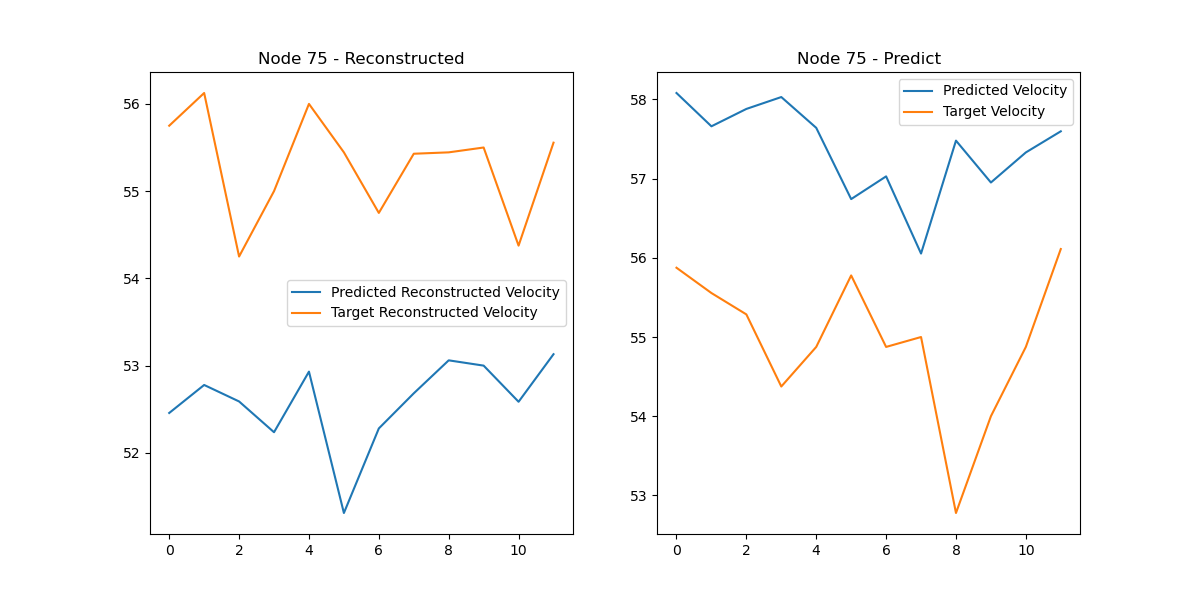 Node 75 - Reconstructed
56
55
54
53
52
0 2 4 6 8 10
Predicted Reconstructed Velocity
Target Reconstructed Velocity
Node 75 - Predict
58
57
56
55
54
53
0 2 4 6 8 10
Predicted Velocity
Target Velocity